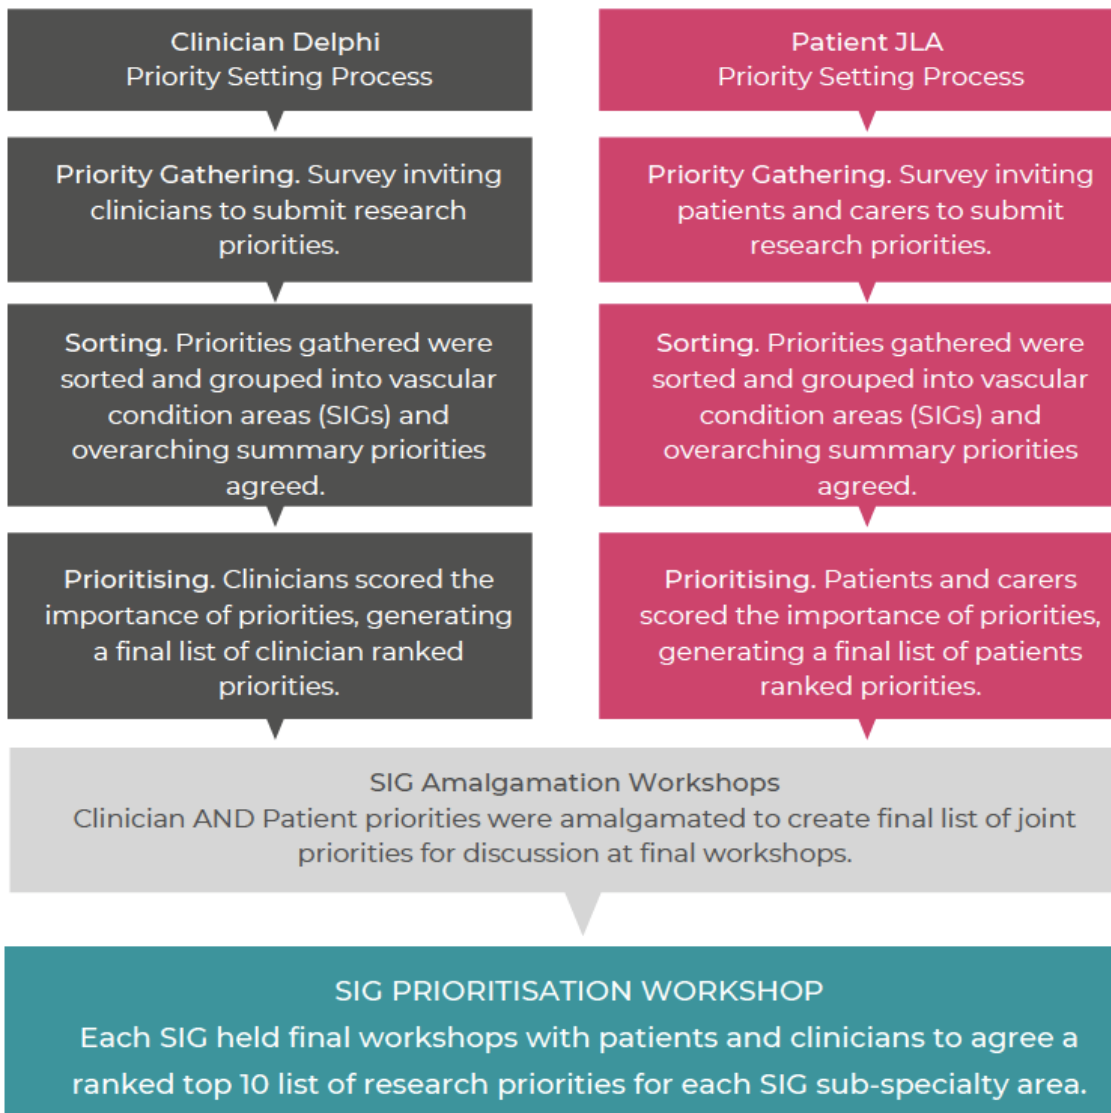 Clinician Delphi
Priority Setting Process
Priority Gathering. Survey inviting
clinicians to submit research
priorities.
Sorting. Priorities gathered were
sorted and grouped into vascular
condition areas (SIGs) and
overarching summary priorities
agreed.
Prioritising. Clinicians scored the
importance of priorities, generating
a final list of clinician ranked
priorities.
Patient JLA
Priority Setting Process
Priority Gathering. Survey inviting
patients and carers to submit
research priorities.
Sorting. Priorities gathered were
sorted and grouped into vascular
condition areas (SIGs) and
overarching summary priorities
agreed.
Prioritising. Patients and carers
scored the importance of priorities,
generating a final list of patients
ranked priorities.
SIG Amalgamation Workshops
Clinician AND Patient priorities were amalgamated to create final list of joint
priorities for discussion at final workshops.
SIG PRIORITISATION WORKSHOP
Each SIG held final workshops with patients and clinicians to agree a
ranked top 10 list of research priorities for each SIG sub-specialty area.